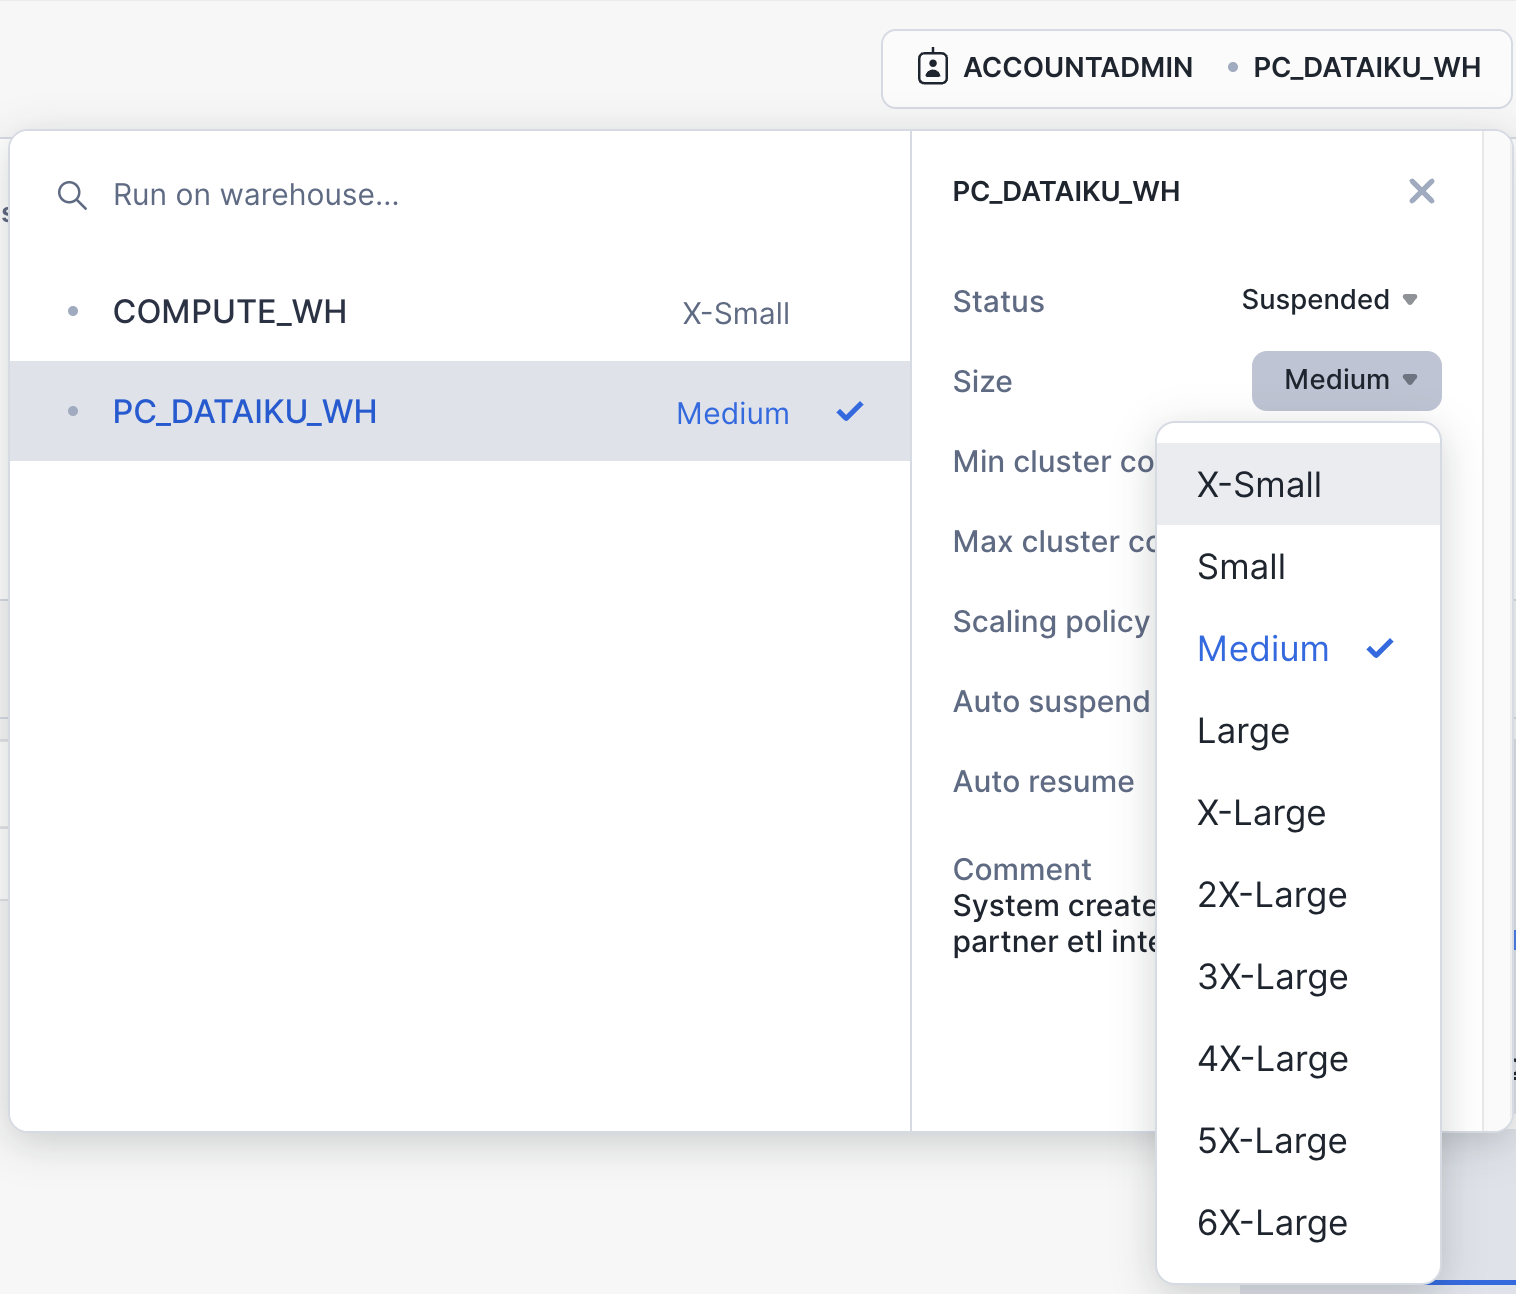 ACCOUNTADMIN PC_DATAIKU_WH
Run on warehouse...
COMPUTE_WH X-Small
PC_DATAIKU_WH Medium
PC_DATAIKU_WH
Status Suspended
Size Medium
Min cluster co
Max cluster co
Scaling policy
Auto suspend
Auto resume
Comment
System create
partner etl inte
X-Small
Small
Medium
Large
X-Large
2X-Large
3X-Large
4X-Large
5X-Large
6X-Large